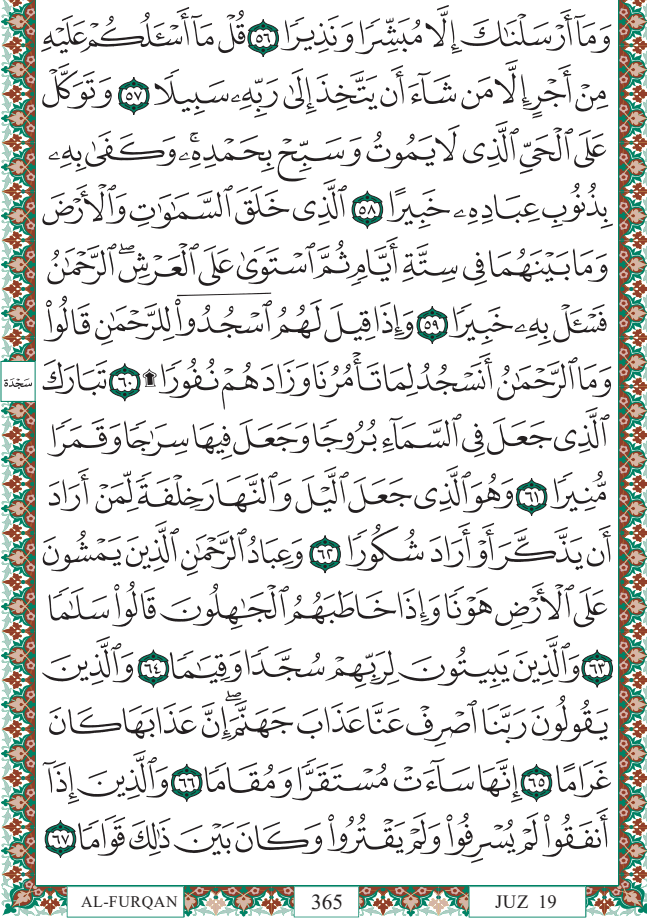 وَمَآ أَرْسَلْنَٰكَ إِلَّا مُبَشِّرًا وَنَذِيرًا ٥٦ قُلْ مَآ أَسْـَٔلُكُمْ عَلَيْهِ
مِنْ أَجْرٍ إِلَّا مَن شَآءَ أَن يَتَّخِذَ إِلَىٰ رَبِّهِۦ سَبِيلًا ٥٧ وَتَوَكَّلْ
عَلَى ٱلْحَيِّ ٱلَّذِى لَا يَمُوتُ وَسَبِّحْ بِحَمْدِهِۦۚ وَكَفَىٰ بِهِۦ
بِذُنُوبِ عِبَادِهِۦ خَبِيرًا ٥٨ ٱلَّذِى خَلَقَ ٱلسَّمَٰوَٰتِ وَٱلْأَرْضَ
وَمَا بَيْنَهُمَا فِى سِتَّةِ أَيَّامٍ ثُمَّ ٱسْتَوَىٰ عَلَى ٱلْعَرْشِۖ ٱلرَّحْمَٰنُ
فَسْـَٔلْ بِهِۦ خَبِيرًا ٥٩ وَإِذَا قِيلَ لَهُمُ ٱسْجُدُوا۟ لِلرَّحْمَٰنِ قَالُوا۟
وَمَا ٱلرَّحْمَٰنُ أَنَسْجُدُ لِمَا تَأْمُرُنَا وَزَادَهُمْ نُفُورًا ۩ ٦٠ تَبَارَكَ
سَجْدَة
ٱلَّذِى جَعَلَ فِى ٱلسَّمَآءِ بُرُوجًا وَجَعَلَ فِيهَا سِرَٰجًا وَقَمَرًا
مُّنِيرًا ٦١ وَهُوَ ٱلَّذِى جَعَلَ ٱلَّيْلَ وَٱلنَّهَارَ خِلْفَةً لِّمَنْ أَرَادَ
أَن يَذَّكَّرَ أَوْ أَرَادَ شُكُورًا ٦٢ وَعِبَادُ ٱلرَّحْمَٰنِ ٱلَّذِينَ يَمْشُونَ
عَلَى ٱلْأَرْضِ هَوْنًا وَإِذَا خَاطَبَهُمُ ٱلْجَٰهِلُونَ قَالُوا۟ سَلَٰمًا
٦٣ وَٱلَّذِينَ يَبِيتُونَ لِرَبِّهِمْ سُجَّدًا وَقِيَٰمًا ٦٤ وَٱلَّذِينَ
يَقُولُونَ رَبَّنَا ٱصْرِفْ عَنَّا عَذَابَ جَهَنَّمَۖ إِنَّ عَذَابَهَا كَانَ
غَرَامًا ٦٥ إِنَّهَا سَآءَتْ مُسْتَقَرًّا وَمُقَامًا ٦٦ وَٱلَّذِينَ إِذَآ
أَنفَقُوا۟ لَمْ يُسْرِفُوا۟ وَلَمْ يَقْتُرُوا۟ وَكَانَ بَيْنَ ذَٰلِكَ قَوَامًا ٦٧
AL-FURQAN 365 JUZ 19